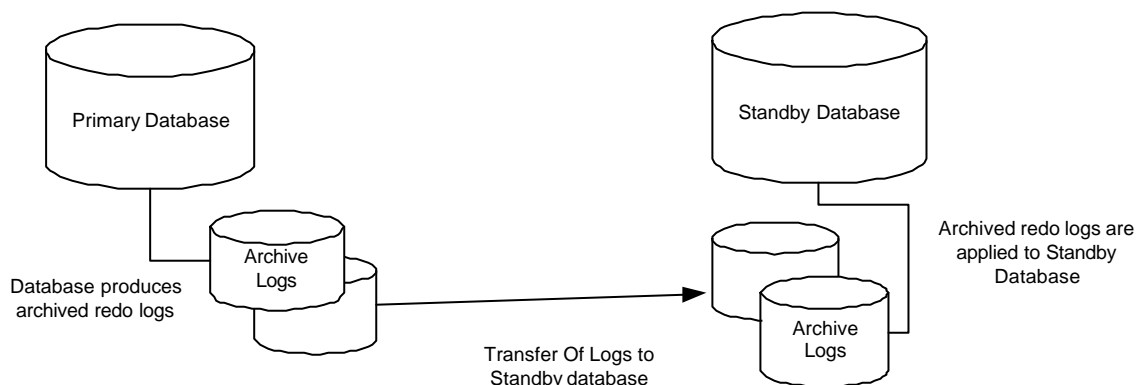 Primary Database
Standby Database
Archive
Logs
Database produces
archived redo logs
Transfer Of Logs to
Standby database
Archive
Logs
Archived redo logs are
applied to Standby
Database